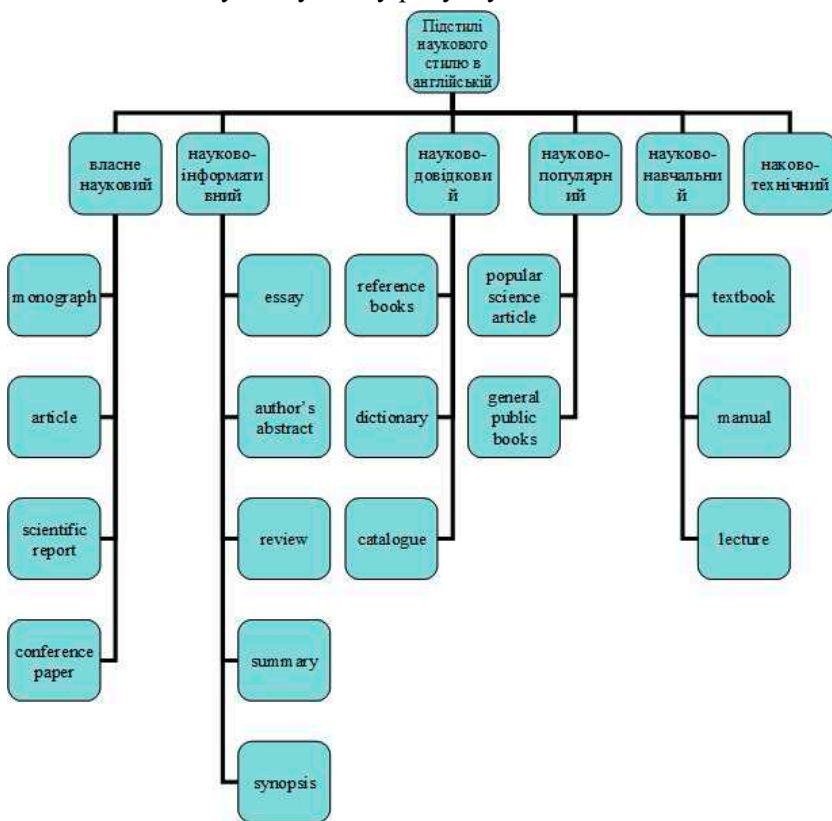 Підстилі
наукового
стилю в
англійській
власне
науковий
науково-
інформати
вний
науково-
довідкови
й
науково-
популярни
й
науково-
навчальни
й
наково-
технічний
monograph
essay
reference
books
popular
science
article
textbook
article
author's
abstract
dictionary
general
public
books
manual
scientific
report
review
catalogue
lecture
conference
paper
summary
synopsis